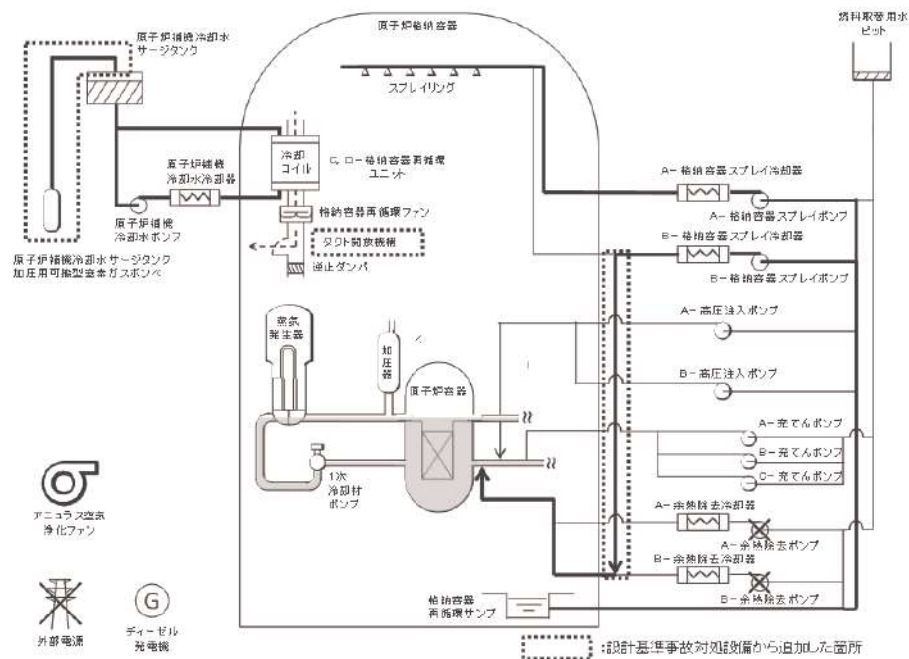 原子炉格納容器
燃料取替用水
ピット
原子炉補機冷却水
サージタンク
スプレイリング
冷却
コイル
C,D－格納容器再循環
ユニット
原子炉補機
冷却水冷却器
原子炉補機
冷却水ポンプ
格納容器再循環ファン
ダクト開放機構
逆止ダンパ
原子炉補機冷却水サージタンク
加圧用可搬型窒素ガスボンベ
A－格納容器スプレイ冷却器
A－格納容器スプレイポンプ
B－格納容器スプレイ冷却器
B－格納容器スプレイポンプ
A－高圧注入ポンプ
B－高圧注入ポンプ
蒸気
発生器
加
圧
器
原子炉容器
1次
冷却材
ポンプ
A－充てんポンプ
B－充てんポンプ
C－充てんポンプ
A－余熱除去冷却器
A－余熱除去ポンプ
B－余熱除去冷却器
B－余熱除去ポンプ
アニュラス空気
浄化ファン
外部電源
G
ディーゼル
発電機
格納容器
再循環サンプ
:設計基準事故対処設備から追加した箇所